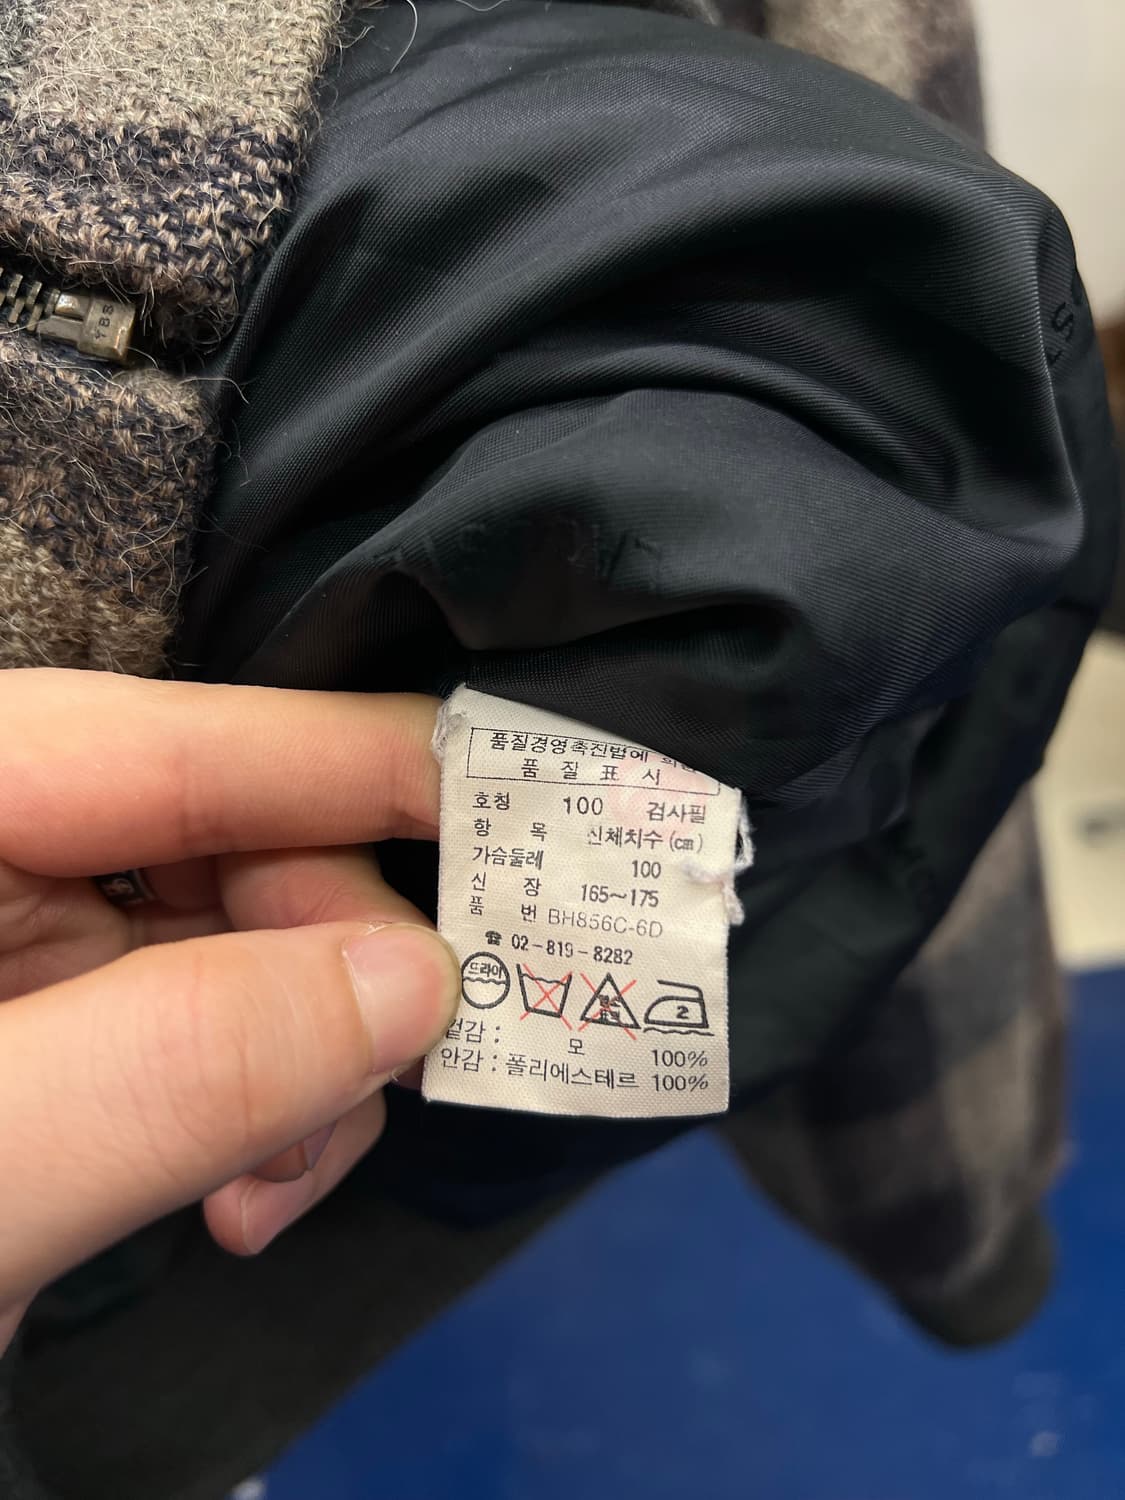 YBS
품질경영촉진법에
품 질 표 시
호칭 100 검사필
항 목 신체치수(cm)
가슴둘레 100
신 장 165~175
품 번 BH856C-6D
☎ 02-819-8282
드라이
2
겉감 : 모 100%
안감 : 폴리에스테르 100%